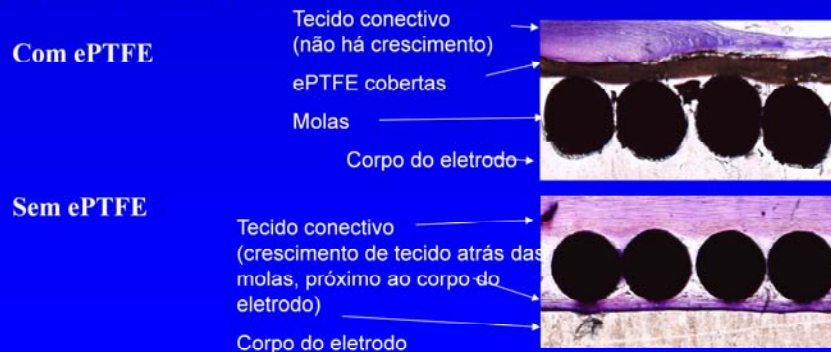 Com ePTFE
Tecido conectivo
(não há crescimento)
ePTFE cobertas
Molas
Corpo do eletrodo
Sem ePTFE
Tecido conectivo
(crescimento de tecido atrás das
molas, próximo ao corpo do
eletrodo)
Corpo do eletrodo